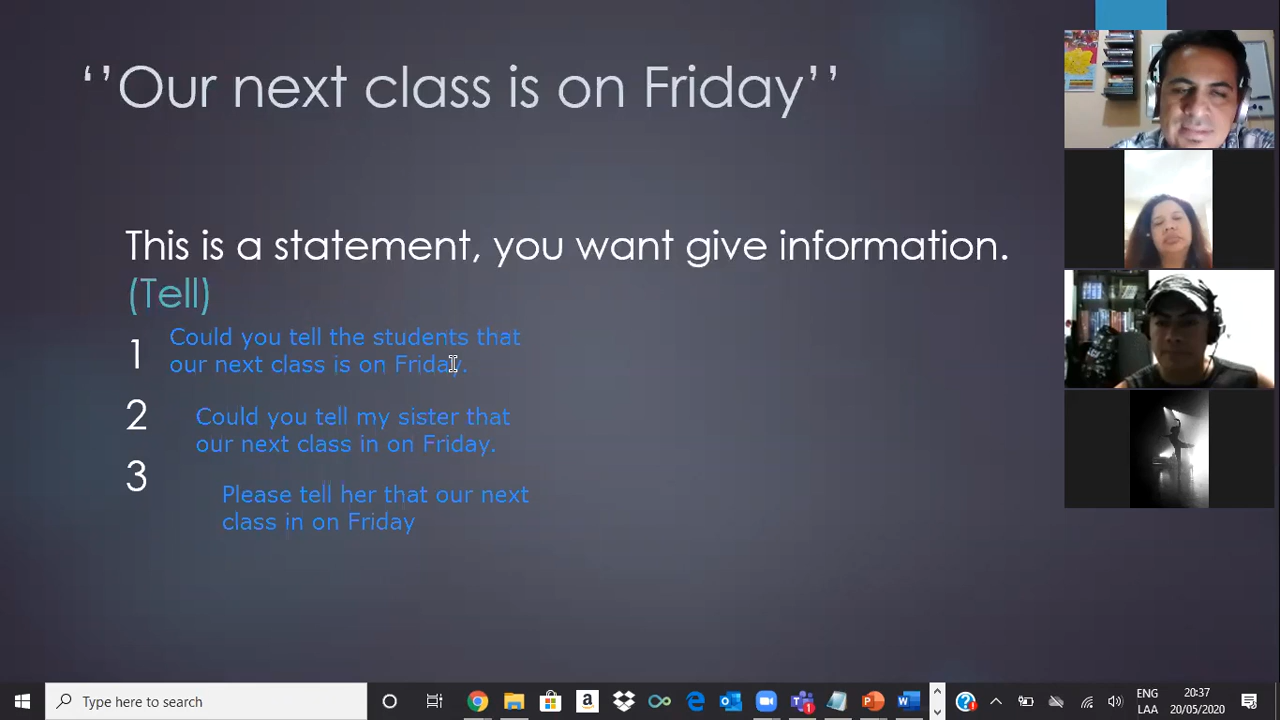 ‘’Our next class is on Friday’’
This is a statement, you want give information.
(Tell)
1 Could you tell the students that
our next class is on Friday.
2 Could you tell my sister that
our next class in on Friday.
3 Please tell her that our next
class in on Friday
Type here to search
ENG
LAA
20:37
20/05/2020